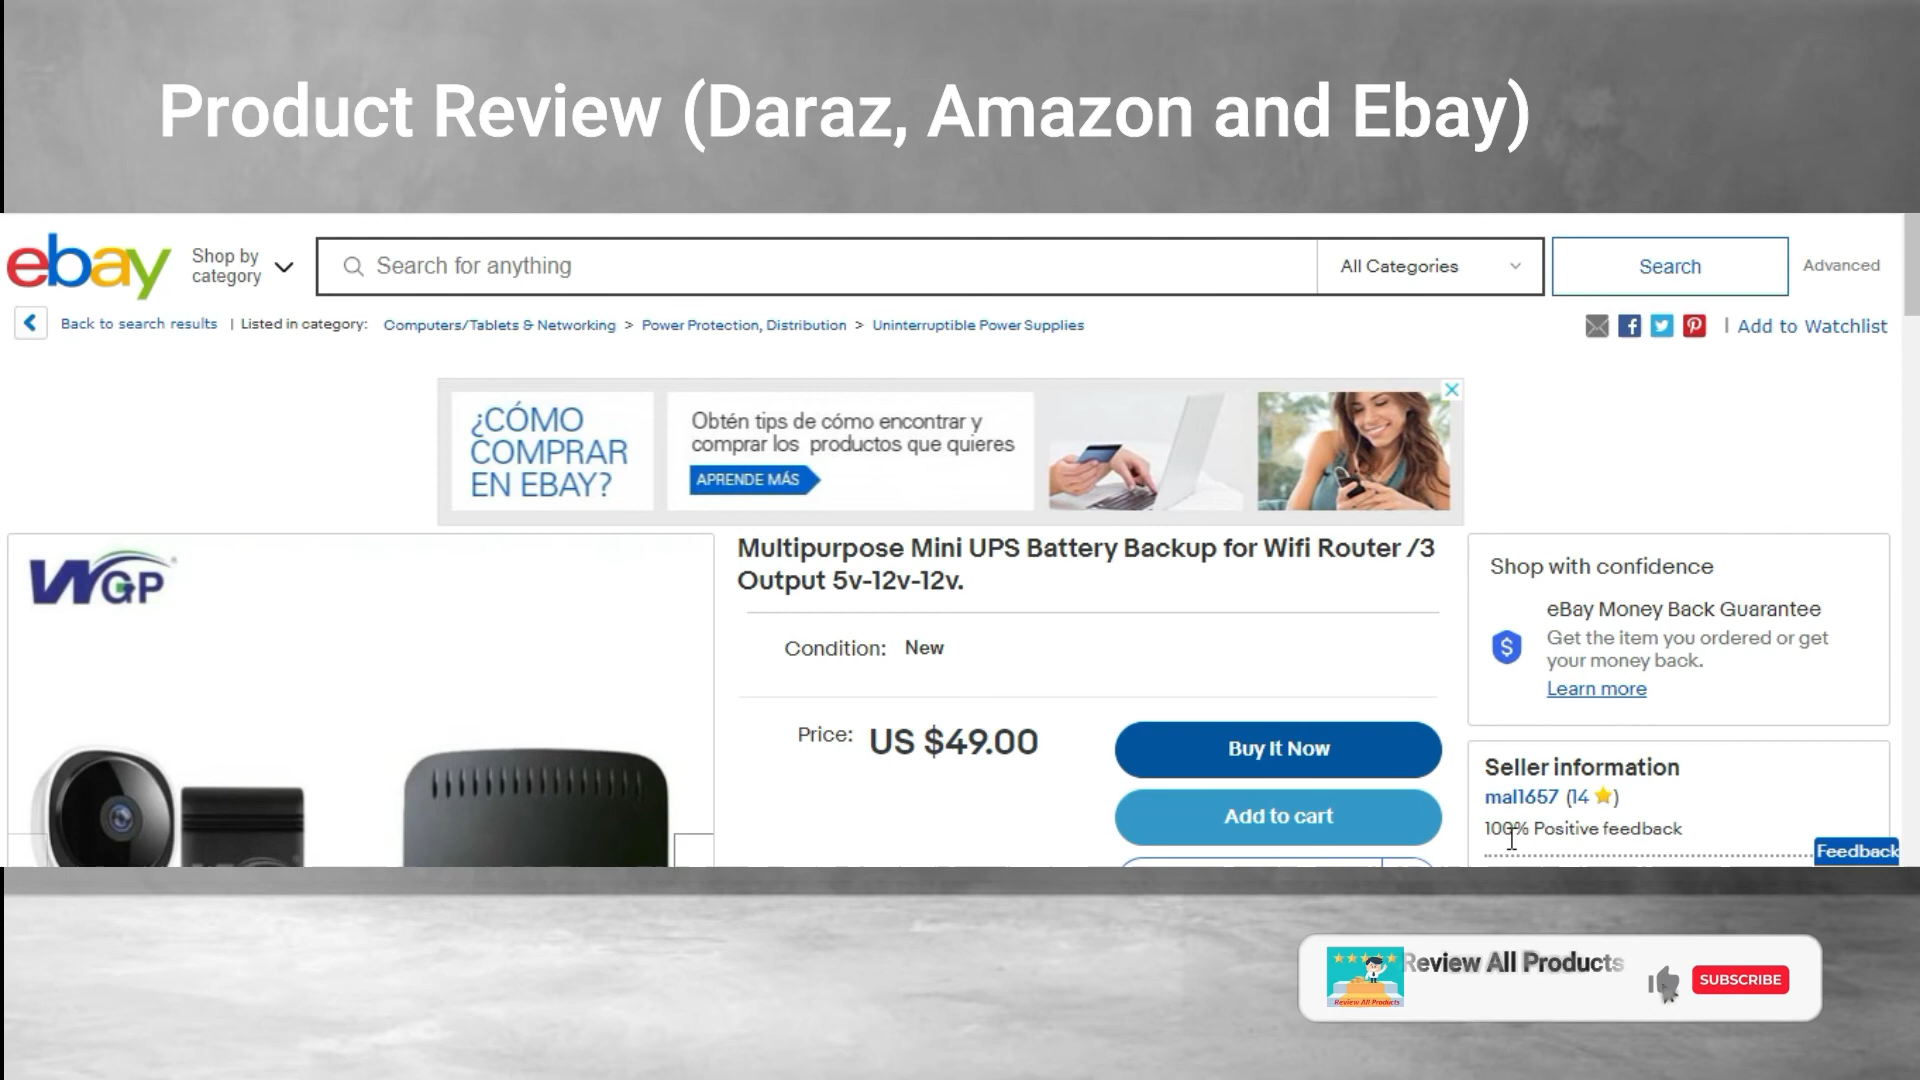 Product Review (Daraz, Amazon and Ebay)
ebay
Shop by
category
Search for anything
All Categories
Search
Advanced
Back to search results | Listed in category: Computers/Tablets & Networking > Power Protection, Distribution > Uninterruptible Power Supplies
| Add to Watchlist
¿CÓMO
COMPRAR
EN EBAY?
Obtén tips de cómo encontrar y
comprar los productos que quieres
APRENDE MÁS
WGP
Multipurpose Mini UPS Battery Backup for Wifi Router /3
Output 5v-12v-12v.
Condition: New
Price: US $49.00
Buy It Now
Add to cart
Shop with confidence
eBay Money Back Guarantee
Get the item you ordered or get
your money back.
Learn more
Seller information
mal1657 (14 ⭐)
100% Positive feedback
Feedback
Review All Products
Review All Products
SUBSCRIBE